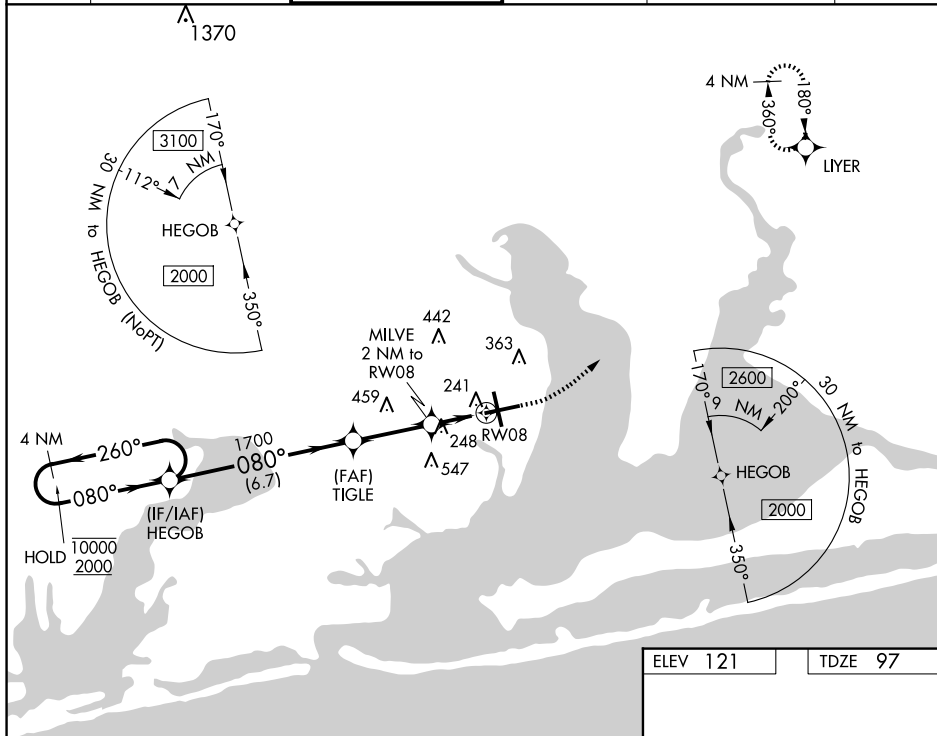 1370
4 NM
180°
360°
LIYER
170°
3100
30 NM to HEGOB (NoPT)
112°
7 NM
HEGOB
2000
350°
442
MILVE
2 NM to
RW08
363
459
241
248
RW08
547
170°
2600
200°
9 NM
30 NM to HEGOB
HEGOB
2000
350°
4 NM
260°
1700
080°
(6.7)
080°
(FAF)
TIGLE
(IF/IAF)
HEGOB
HOLD
10000
2000
ELEV 121
TDZE 97